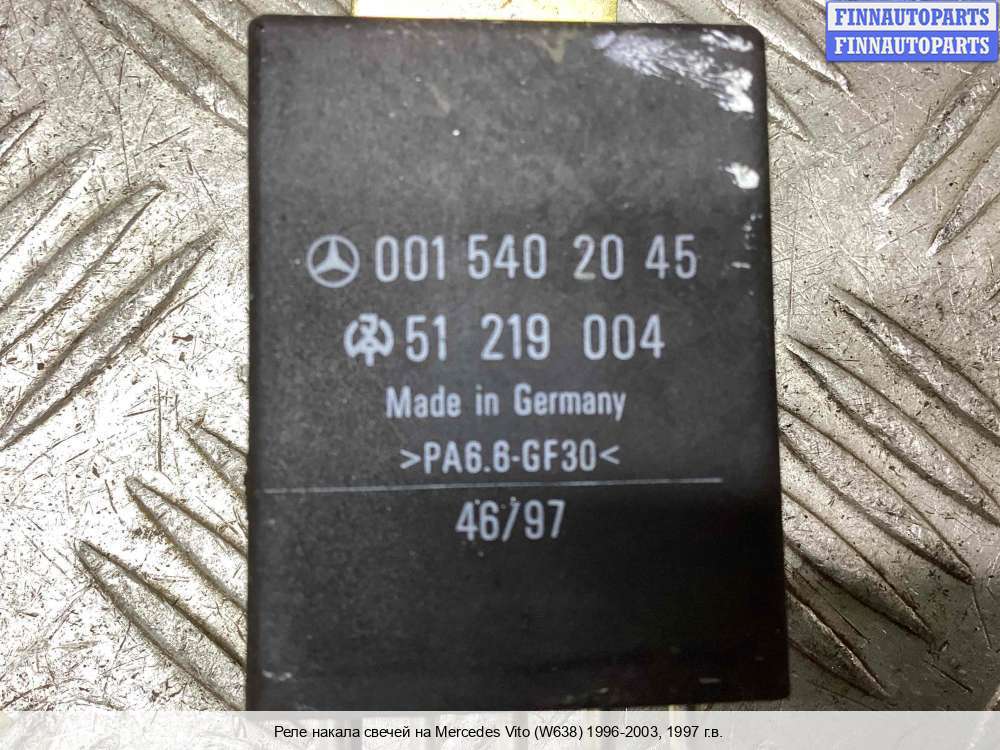 FINNAUTOPARTS
FINNAUTOPARTS
001 540 20 45
51 219 004
Made in Germany
>PA6.6-GF30<
46/97
Реле накала свечей на Mercedes Vito (W638) 1996-2003, 1997 г.в.